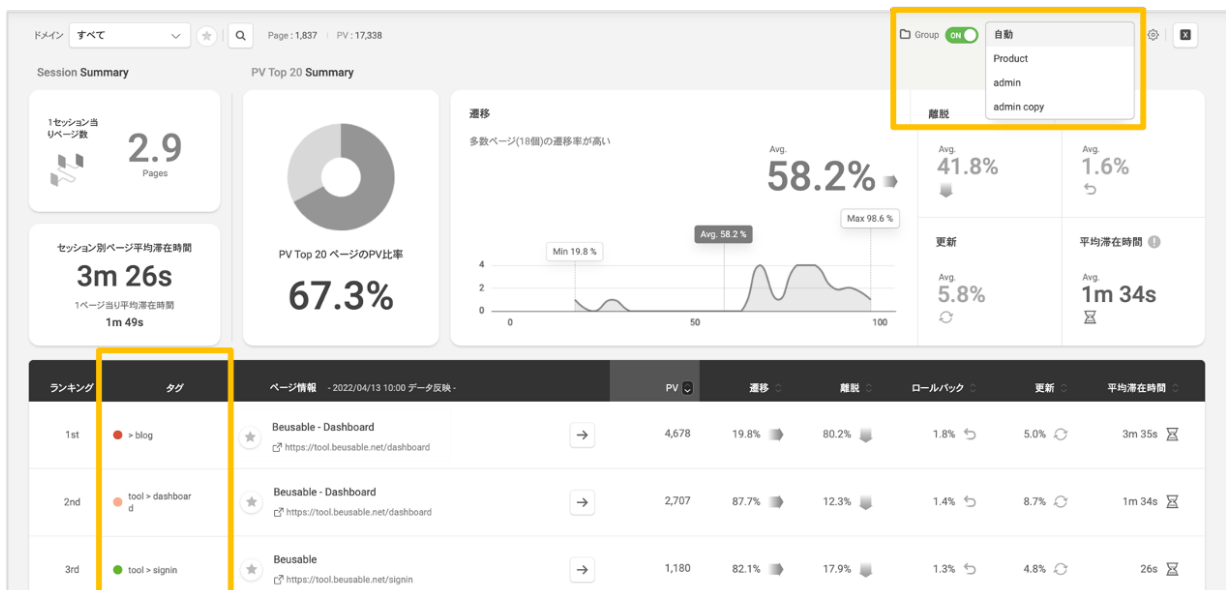 ドメイン すべて Page : 1,837 PV : 17,338 Group ON 自動
Product
admin
admin copy
Session Summary PV Top 20 Summary
1セッション当
りページ数
2.9
Pages
セッション別ページ平均滞在時間
3m 26s
1ページ当り平均滞在時間
1m 49s
PV Top 20 ページのPV比率
67.3%
遷移
多数ページ(18個)の遷移率が高い
Avg.
58.2%
Max 98.6 %
Avg. 58.2 %
Min 19.8 %
4
2
0
0 50 100
離脱
Avg.
41.8%
Avg.
1.6%
更新
Avg.
5.8%
平均滞在時間
Avg.
1m 34s
ランキング タグ ページ情報 - 2022/04/13 10:00 データ反映 - PV 遷移 離脱 ロールバック 更新 平均滞在時間
1st > blog Beusable - Dashboard 4,678 19.8% 80.2% 1.8% 5.0% 3m 35s
https://tool.beusable.net/dashboard
2nd tool > dashboar
d
Beusable - Dashboard 2,707 87.7% 12.3% 1.4% 8.7% 1m 34s
https://tool.beusable.net/dashboard
3rd tool > signin Beusable 1,180 82.1% 17.9% 1.3% 4.8% 26s
https://tool.beusable.net/signin